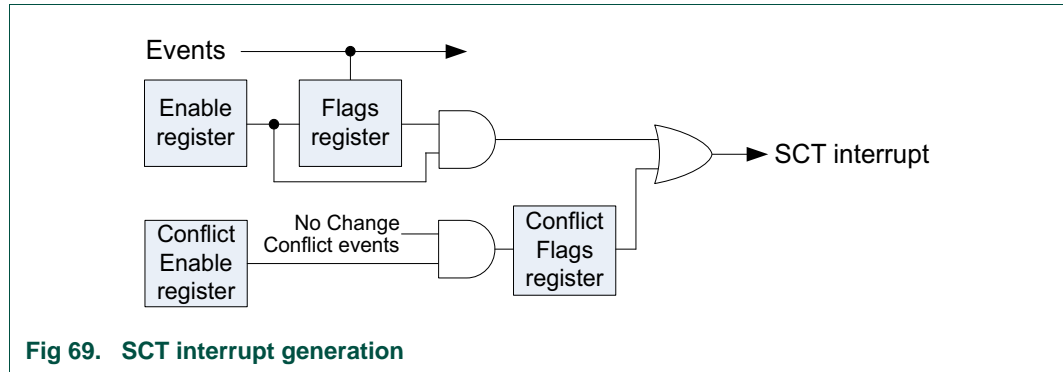 Events
Enable
register
Flags
register
SCT interrupt
No Change
Conflict events
Conflict
Enable
register
Conflict
Flags
register
Fig 69. SCT interrupt generation